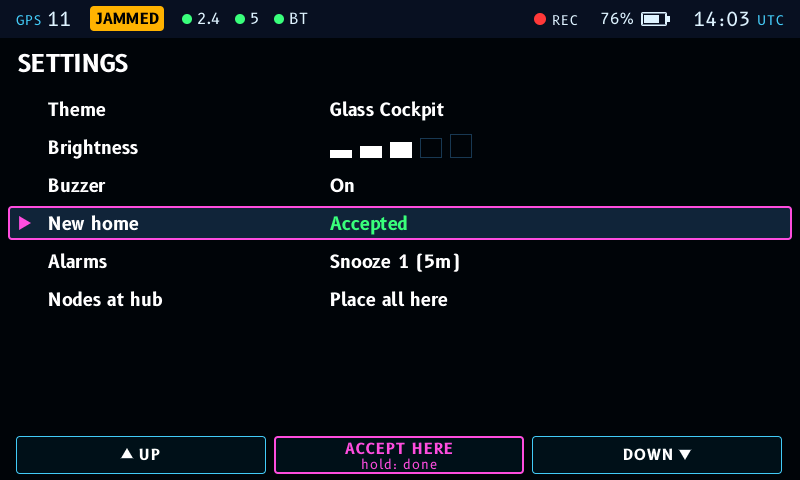 GPS 11 JAMMED 2.4 5 BT REC 76% 14:03 UTC
SETTINGS
Theme Glass Cockpit
Brightness
Buzzer On
New home Accepted
Alarms Snooze 1 (5m)
Nodes at hub Place all here
▲ UP ACCEPT HERE DOWN ▼
hold: done